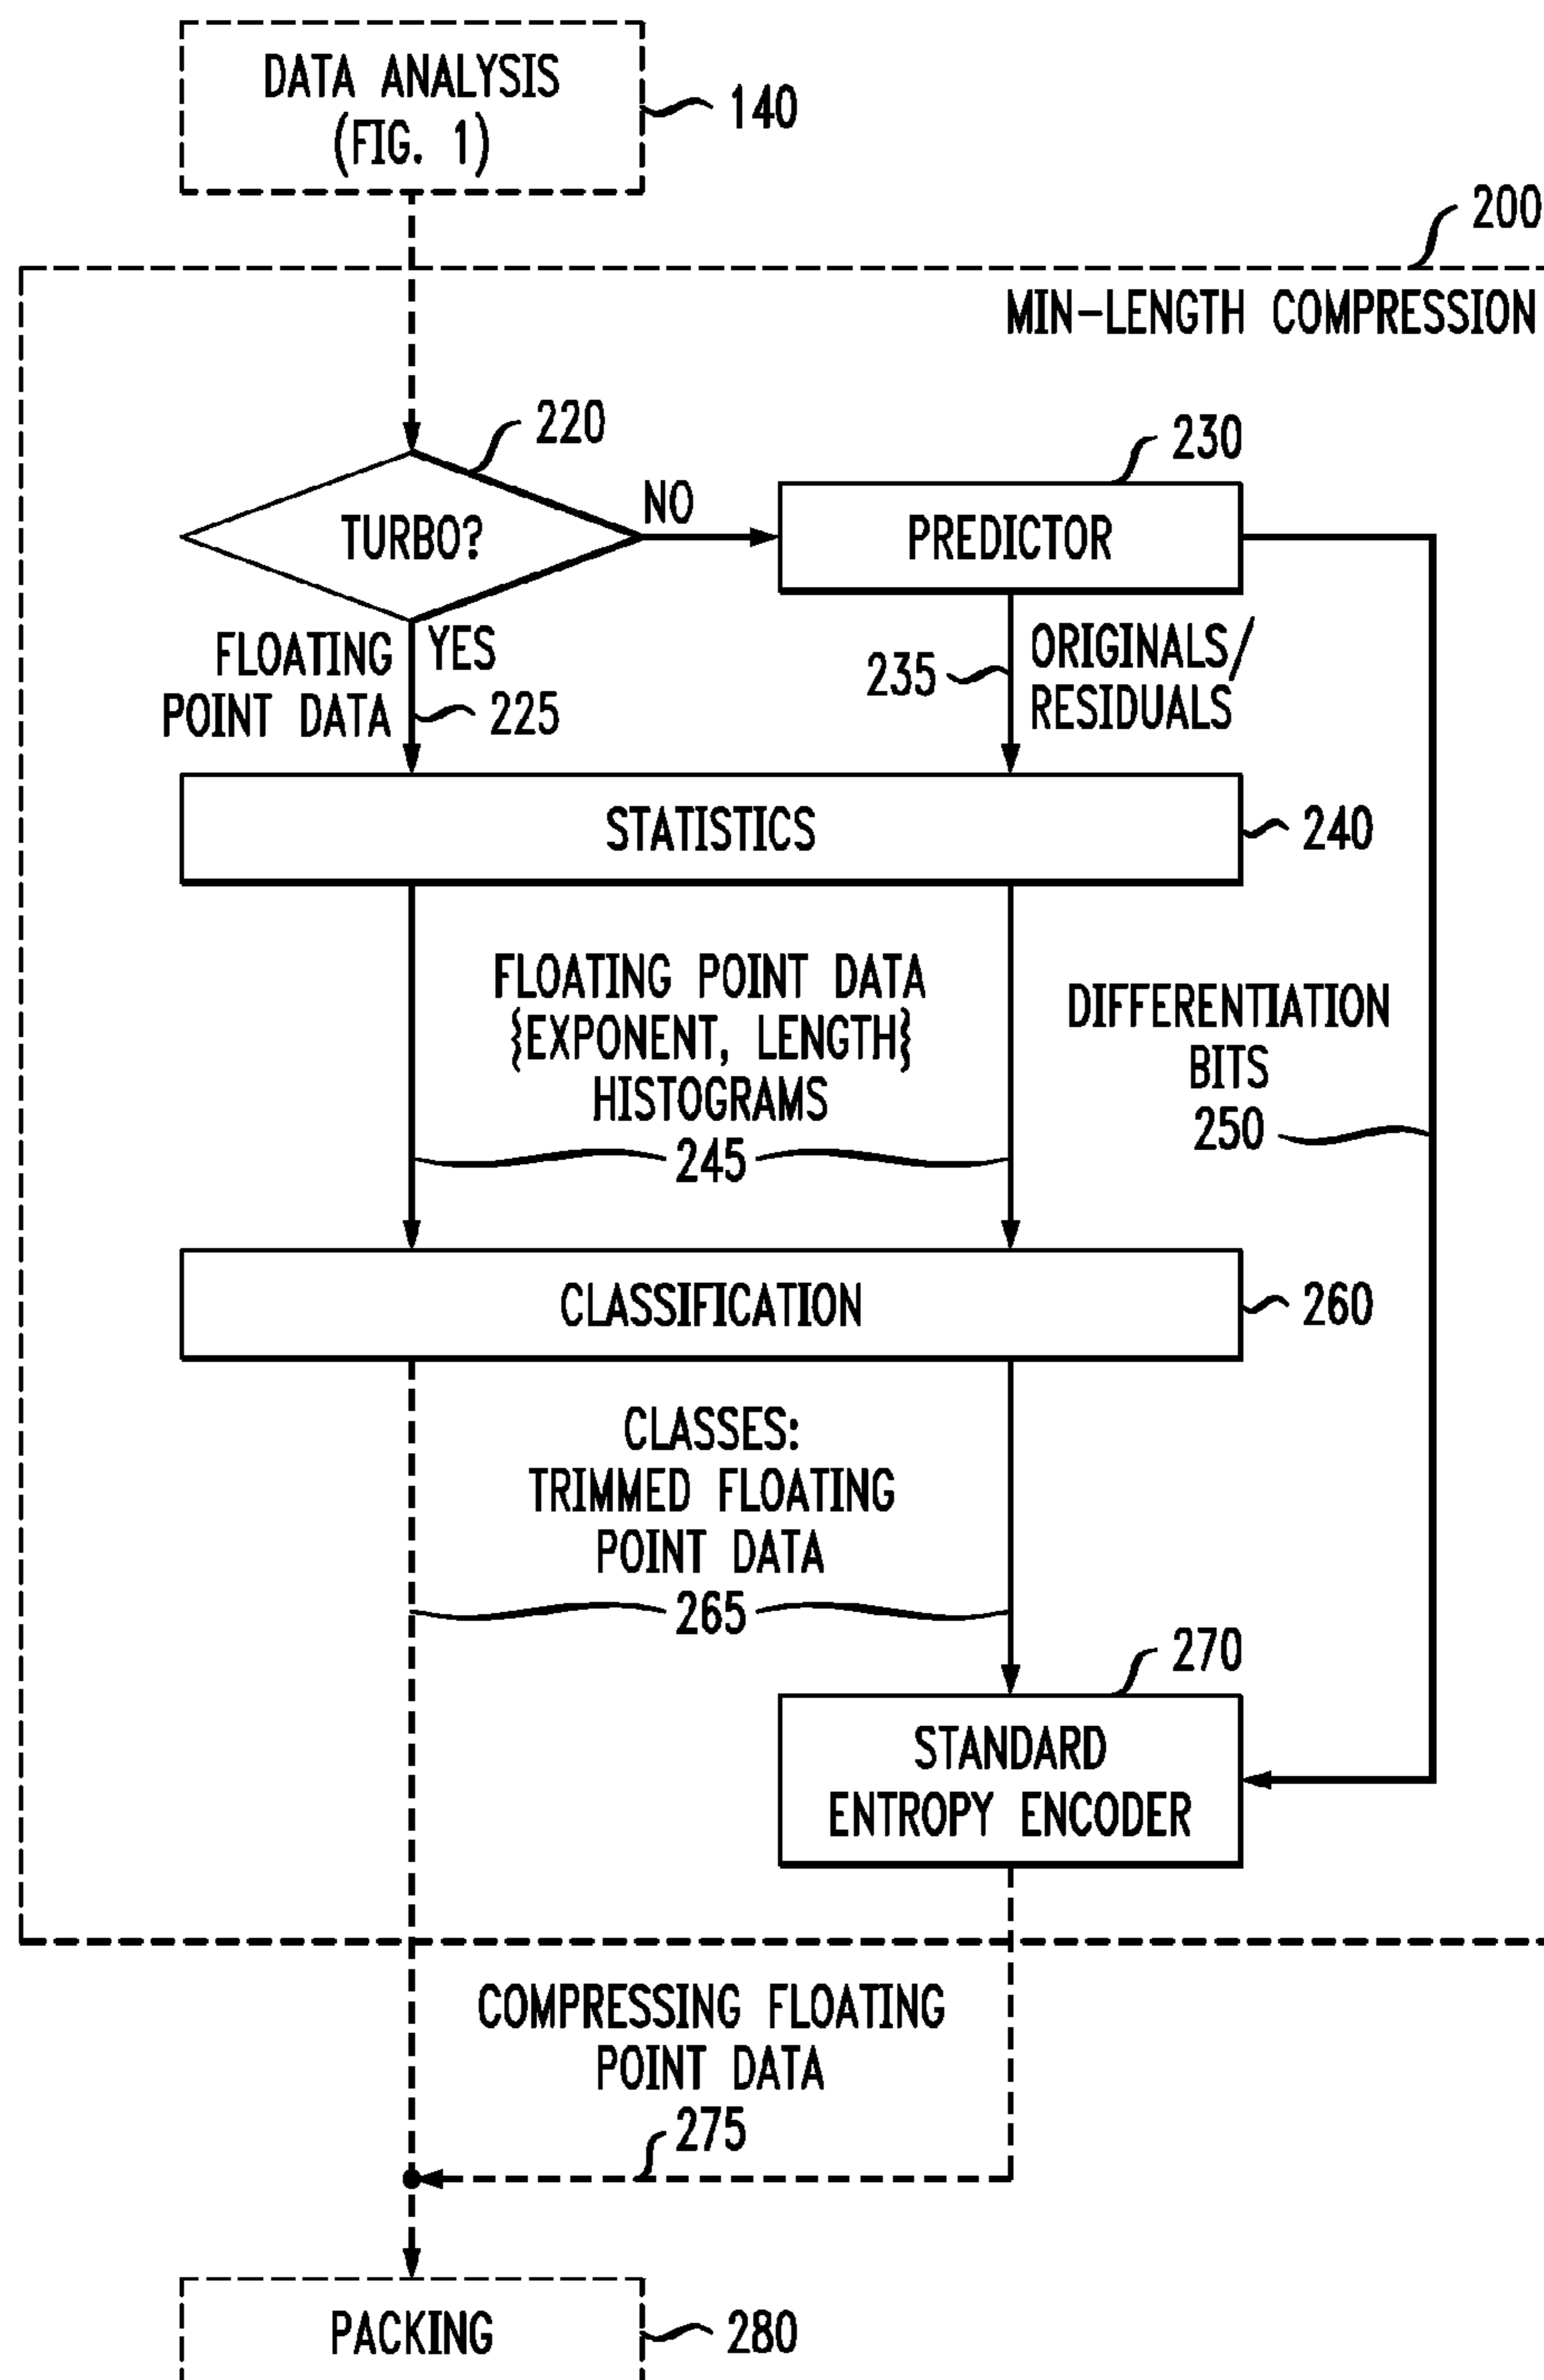 DATA ANALYSIS
(FIG. 1)
140
200
MIN-LENGTH COMPRESSION
220
230
TURBO?
NO
PREDICTOR
FLOATING
POINT DATA
YES
225
235
ORIGINALS/
RESIDUALS
STATISTICS
240
FLOATING POINT DATA
{EXPONENT, LENGTH}
HISTOGRAMS
245
DIFFERENTIATION
BITS
250
CLASSIFICATION
260
CLASSES:
TRIMMED FLOATING
POINT DATA
265
270
STANDARD
ENTROPY ENCODER
COMPRESSING FLOATING
POINT DATA
275
PACKING
280